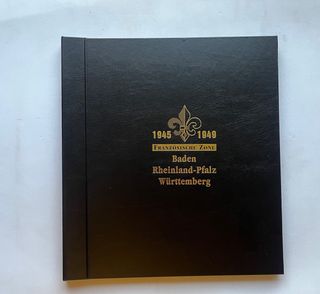 1945 1949
FRANZÖSISCHE ZONE
Baden
Rheinland-Pfalz
Württemberg